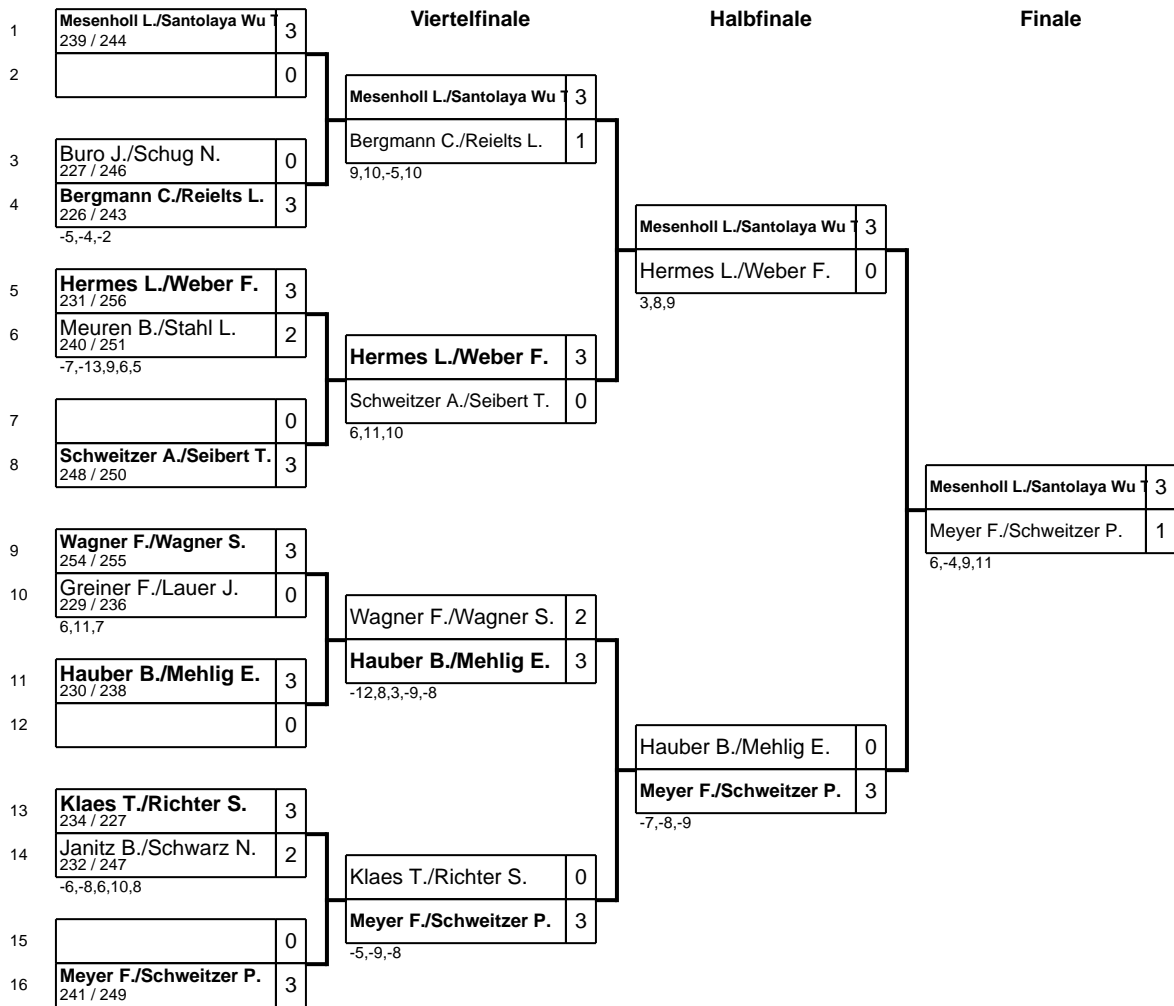 Viertelfinale
Halbfinale
Finale
1
Mesenholl L./Santolaya Wu T
239 / 244
3
2
0
3
Buro J./Schug N.
227 / 246
0
4
Bergmann C./Reielts L.
226 / 243
3
-5,-4,-2
5
Hermes L./Weber F.
231 / 256
3
6
Meuren B./Stahl L.
240 / 251
2
-7,-13,9,6,5
7
0
8
Schweitzer A./Seibert T.
248 / 250
3
9
Wagner F./Wagner S.
254 / 255
3
10
Greiner F./Lauer J.
229 / 236
0
6,11,7
11
Hauber B./Mehlig E.
230 / 238
3
12
0
13
Klaes T./Richter S.
234 / 227
3
14
Janitz B./Schwarz N.
232 / 247
2
-6,-8,6,10,8
15
0
16
Meyer F./Schweitzer P.
241 / 249
3
Mesenholl L./Santolaya Wu T
3
Bergmann C./Reielts L.
1
9,10,-5,10
Hermes L./Weber F.
3
Schweitzer A./Seibert T.
0
6,11,10
Wagner F./Wagner S.
2
Hauber B./Mehlig E.
3
-12,8,3,-9,-8
Klaes T./Richter S.
0
Meyer F./Schweitzer P.
3
-5,-9,-8
Mesenholl L./Santolaya Wu T
3
Hermes L./Weber F.
0
3,8,9
Hauber B./Mehlig E.
0
Meyer F./Schweitzer P.
3
-7,-8,-9
Mesenholl L./Santolaya Wu T
3
Meyer F./Schweitzer P.
1
6,-4,9,11